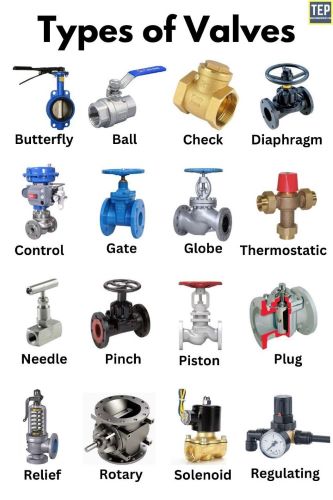 TEP
Types of Valves
Butterfly
Ball
Check
Diaphragm
Control
Gate
Globe
Thermostatic
Needle
Pinch
Piston
Plug
Relief
Rotary
Solenoid
Regulating